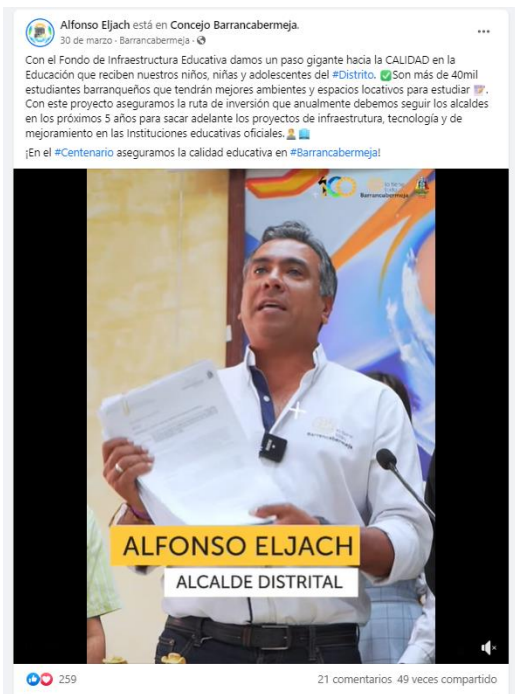 Alfonso Eljach está en Concejo Barrancabermeja.
30 de marzo · Barrancabermeja ·
Con el Fondo de Infraestructura Educativa damos un paso gigante hacia la CALIDAD en la
Educación que reciben nuestros niños, niñas y adolescentes del #Distrito. ✅Son más de 40mil
estudiantes barranqueños que tendrán mejores ambientes y espacios locativos para estudiar 📝.
Con este proyecto aseguramos la ruta de inversión que anualmente debemos seguir los alcaldes
en los próximos 5 años para sacar adelante los proyectos de infraestrutura, tecnología y de
mejoramiento en las Instituciones educativas oficiales.
¡En el #Centenario aseguramos la calidad educativa en #Barrancabermeja!
100
Barrancabermeja
Barrancabermeja
ALFONSO ELJACH
ALCALDE DISTRITAL
259
21 comentarios 49 veces compartido